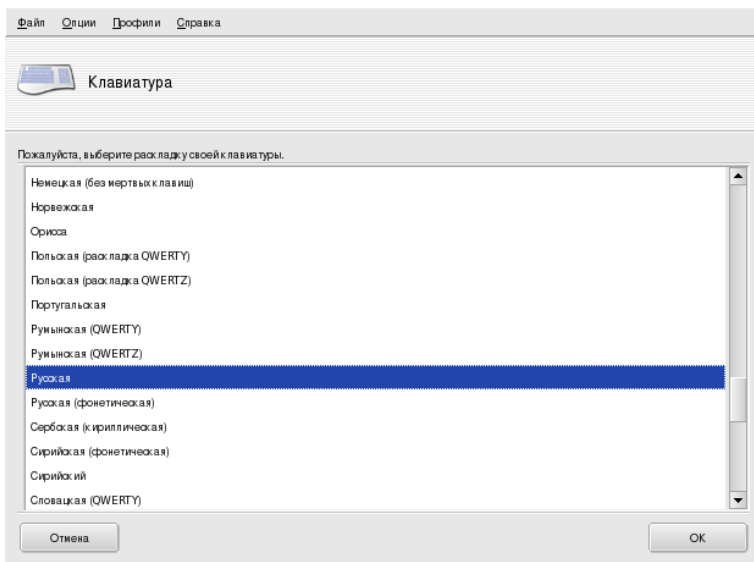 Файл Опции Профили Справка
Клавиатура
Пожалуйста, выберите раскладку своей клавиатуры.
Немецкая (без мертвых клавиш)
Норвежская
Орисса
Польская (раскладка QWERTY)
Польская (раскладка QWERTZ)
Португальская
Румынская (QWERTY)
Румынская (QWERTZ)
Русская
Русская (фонетическая)
Сербская (кириллическая)
Сирийская (фонетическая)
Сирийский
Словацкая (QWERTY)
Отмена OK